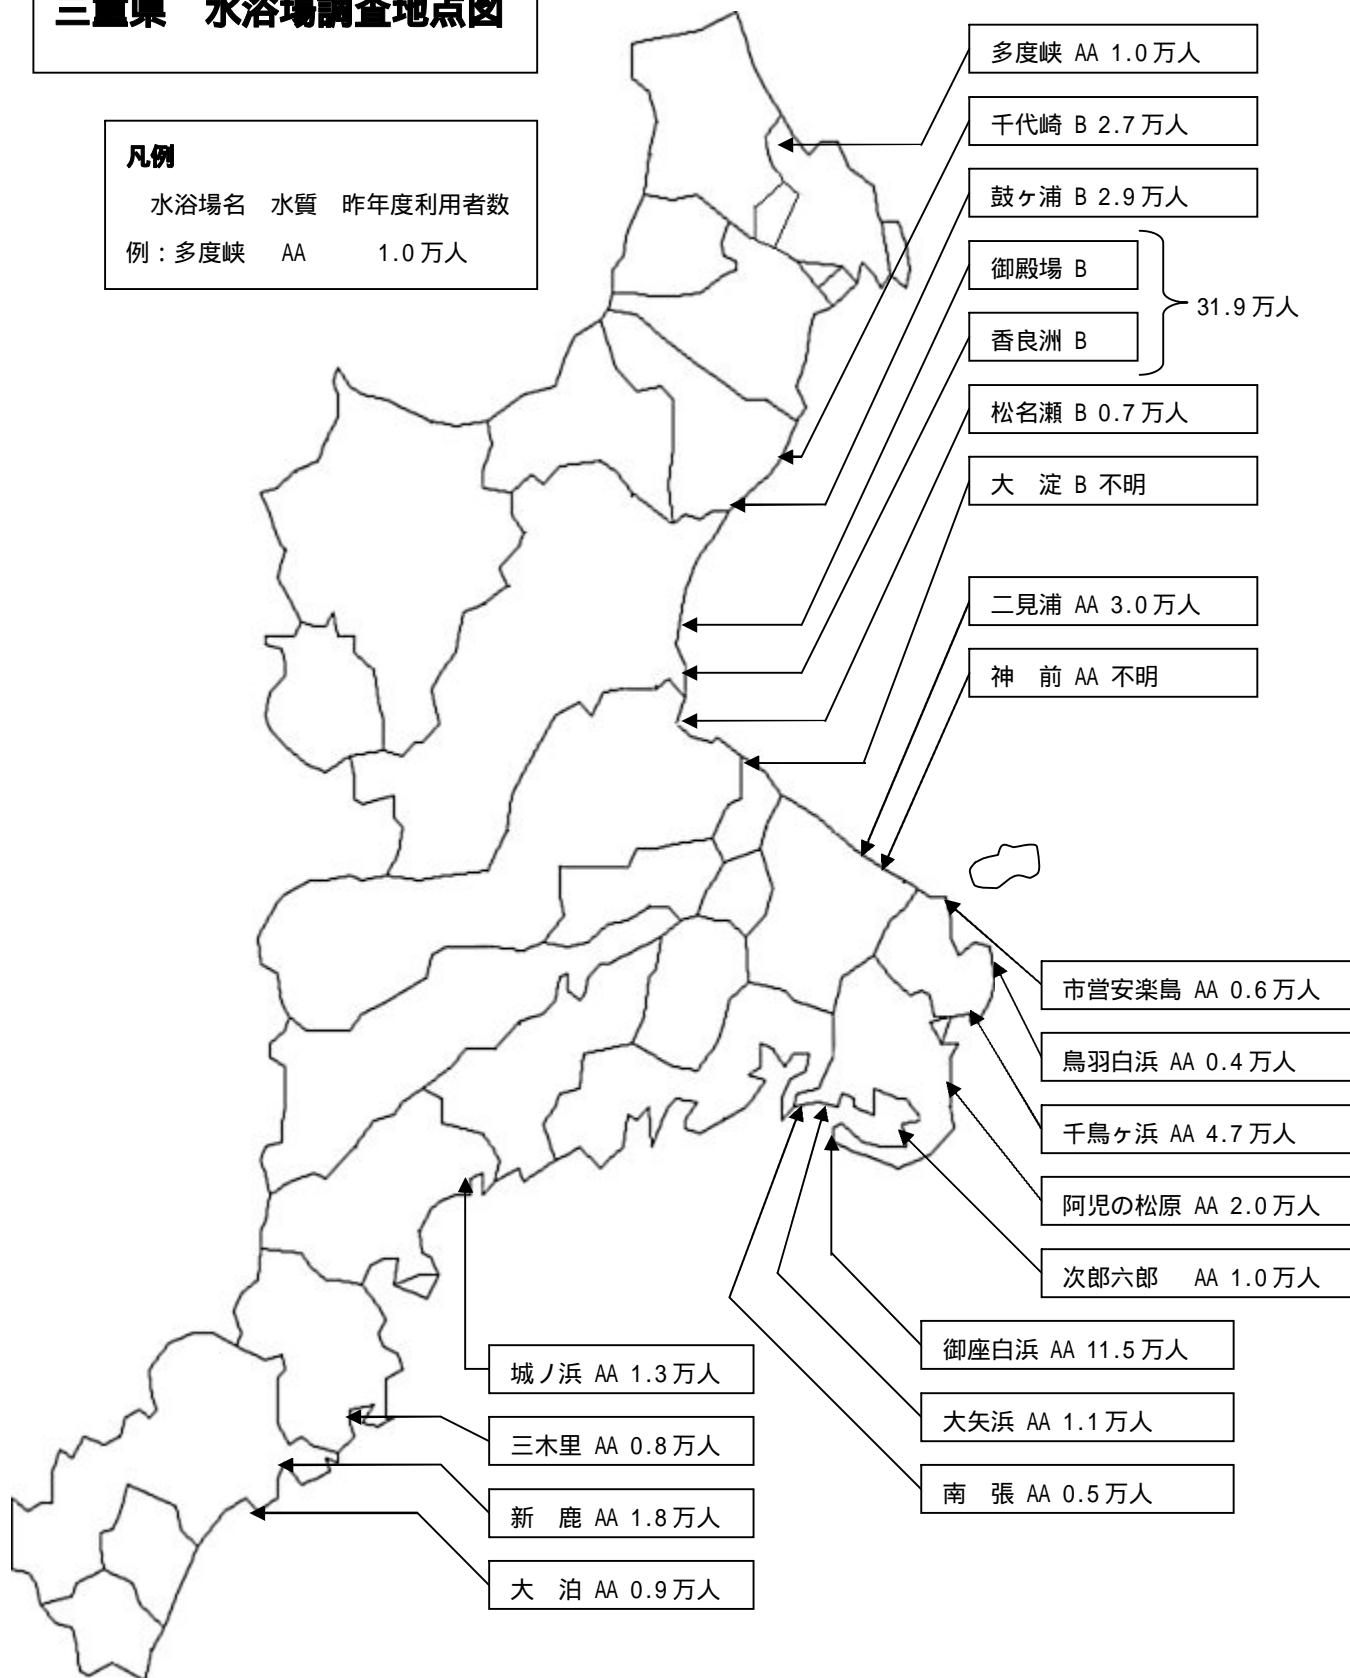 三重県 水浴場調査地点図
凡例
水浴場名 水質 昨年度利用者数
例：多度峡 AA 1.0万人
多度峡 AA 1.0万人
千代崎 B 2.7万人
鼓ヶ浦 B 2.9万人
御殿場 B
香良洲 B
31.9万人
松名瀬 B 0.7万人
大 淀 B 不明
二見浦 AA 3.0万人
神 前 AA 不明
市営安楽島 AA 0.6万人
鳥羽白浜 AA 0.4万人
千鳥ヶ浜 AA 4.7万人
阿児の松原 AA 2.0万人
次郎六郎 AA 1.0万人
御座白浜 AA 11.5万人
大矢浜 AA 1.1万人
南 張 AA 0.5万人
城ノ浜 AA 1.3万人
三木里 AA 0.8万人
新 鹿 AA 1.8万人
大 泊 AA 0.9万人